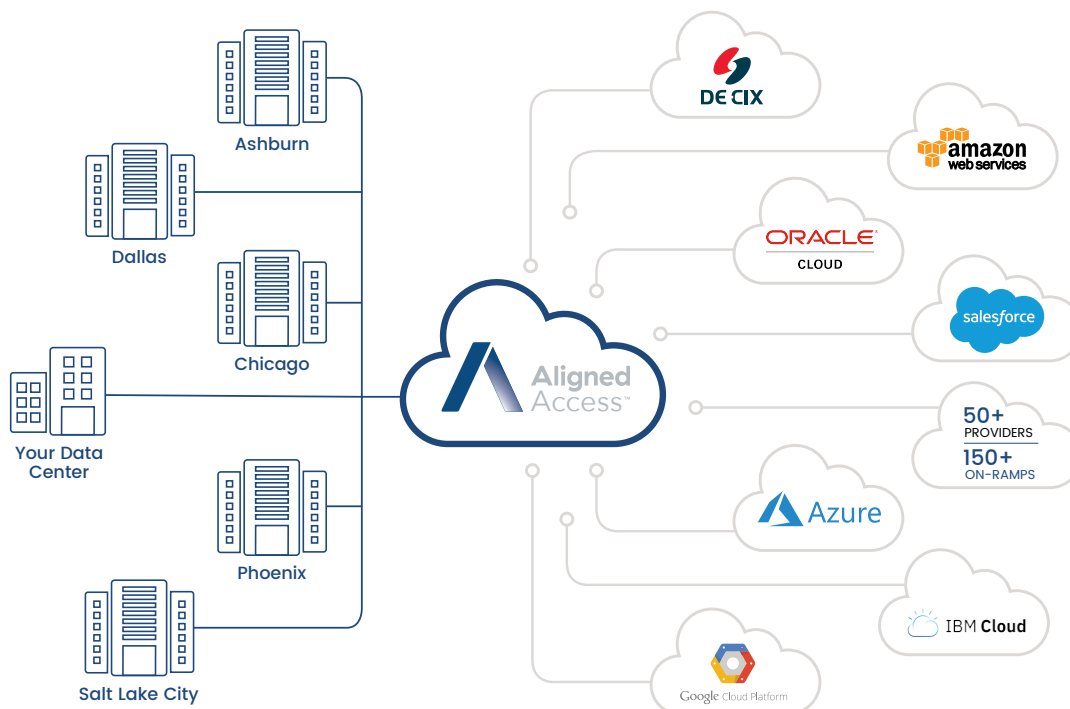 Ashburn
Dallas
Chicago
Your Data
Center
Phoenix
Salt Lake City
Aligned
Access™
DE CIX
amazon
web services
ORACLE®
CLOUD
salesforce
50+
PROVIDERS
150+
ON-RAMPS
Azure
IBM Cloud
Google Cloud Platform